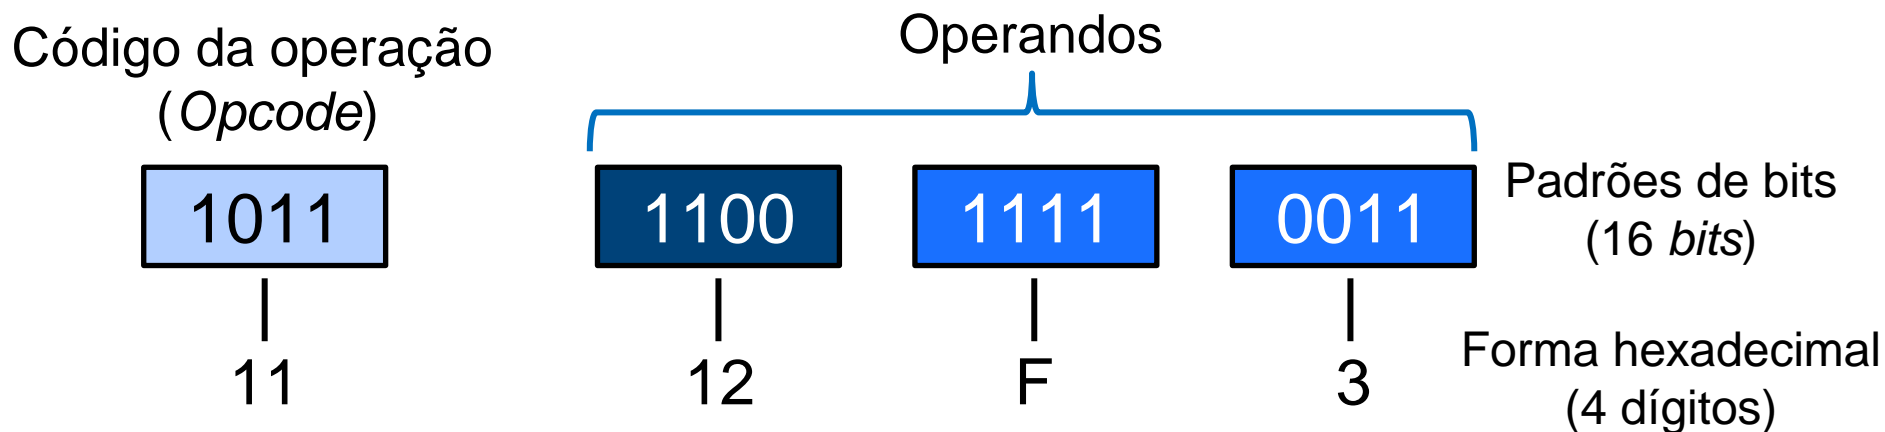 Código da operação
(Opcode)
Operandos
1011
1100
1111
0011
Padrões de bits
(16 bits)
11
12
F
3
Forma hexadecimal
(4 dígitos)